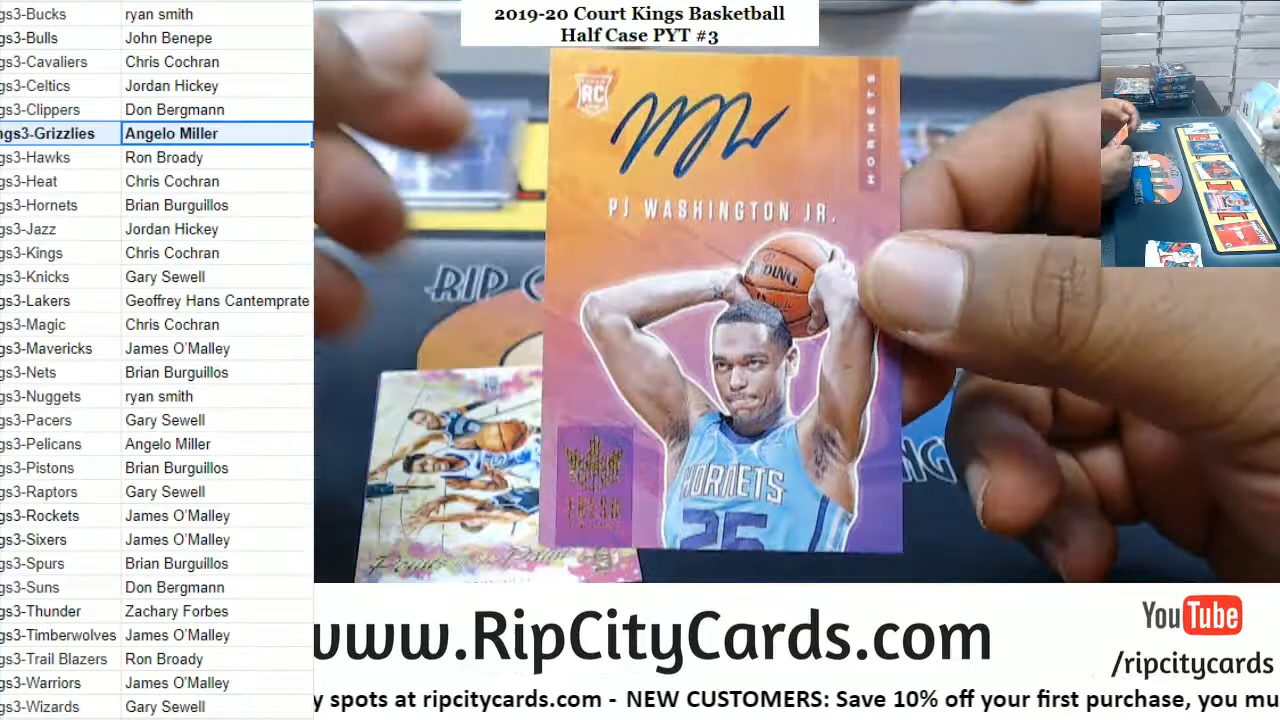 gs3-Bucks ryan smith
gs3-Bulls John Benepe
gs3-Cavaliers Chris Cochran
gs3-Celtics Jordan Hickey
gs3-Clippers Don Bergmann
ngs3-Grizzlies Angelo Miller
gs3-Hawks Ron Broady
gs3-Heat Chris Cochran
gs3-Hornets Brian Burguillos
gs3-Jazz Jordan Hickey
gs3-Kings Chris Cochran
gs3-Knicks Gary Sewell
gs3-Lakers Geoffrey Hans Cantemprate
gs3-Magic Chris Cochran
gs3-Mavericks James O'Malley
gs3-Nets Brian Burguillos
gs3-Nuggets ryan smith
gs3-Pacers Gary Sewell
gs3-Pelicans Angelo Miller
gs3-Pistons Brian Burguillos
gs3-Raptors Gary Sewell
gs3-Rockets James O'Malley
gs3-Sixers James O'Malley
gs3-Spurs Brian Burguillos
gs3-Suns Don Bergmann
gs3-Thunder Zachary Forbes
gs3-Timberwolves James O'Malley
gs3-Trail Blazers Ron Broady
gs3-Warriors James O'Malley
gs3-Wizards Gary Sewell
2019-20 Court Kings Basketball
Half Case PYT #3
RC
HORNETS
PJ WASHINGTON JR.
SPALDING
HORNETS
25
FRESH
RIP C
NG
www.RipCityCards.com
YouTube
/ripcitycards
y spots at ripcitycards.com - NEW CUSTOMERS: Save 10% off your first purchase, you mu